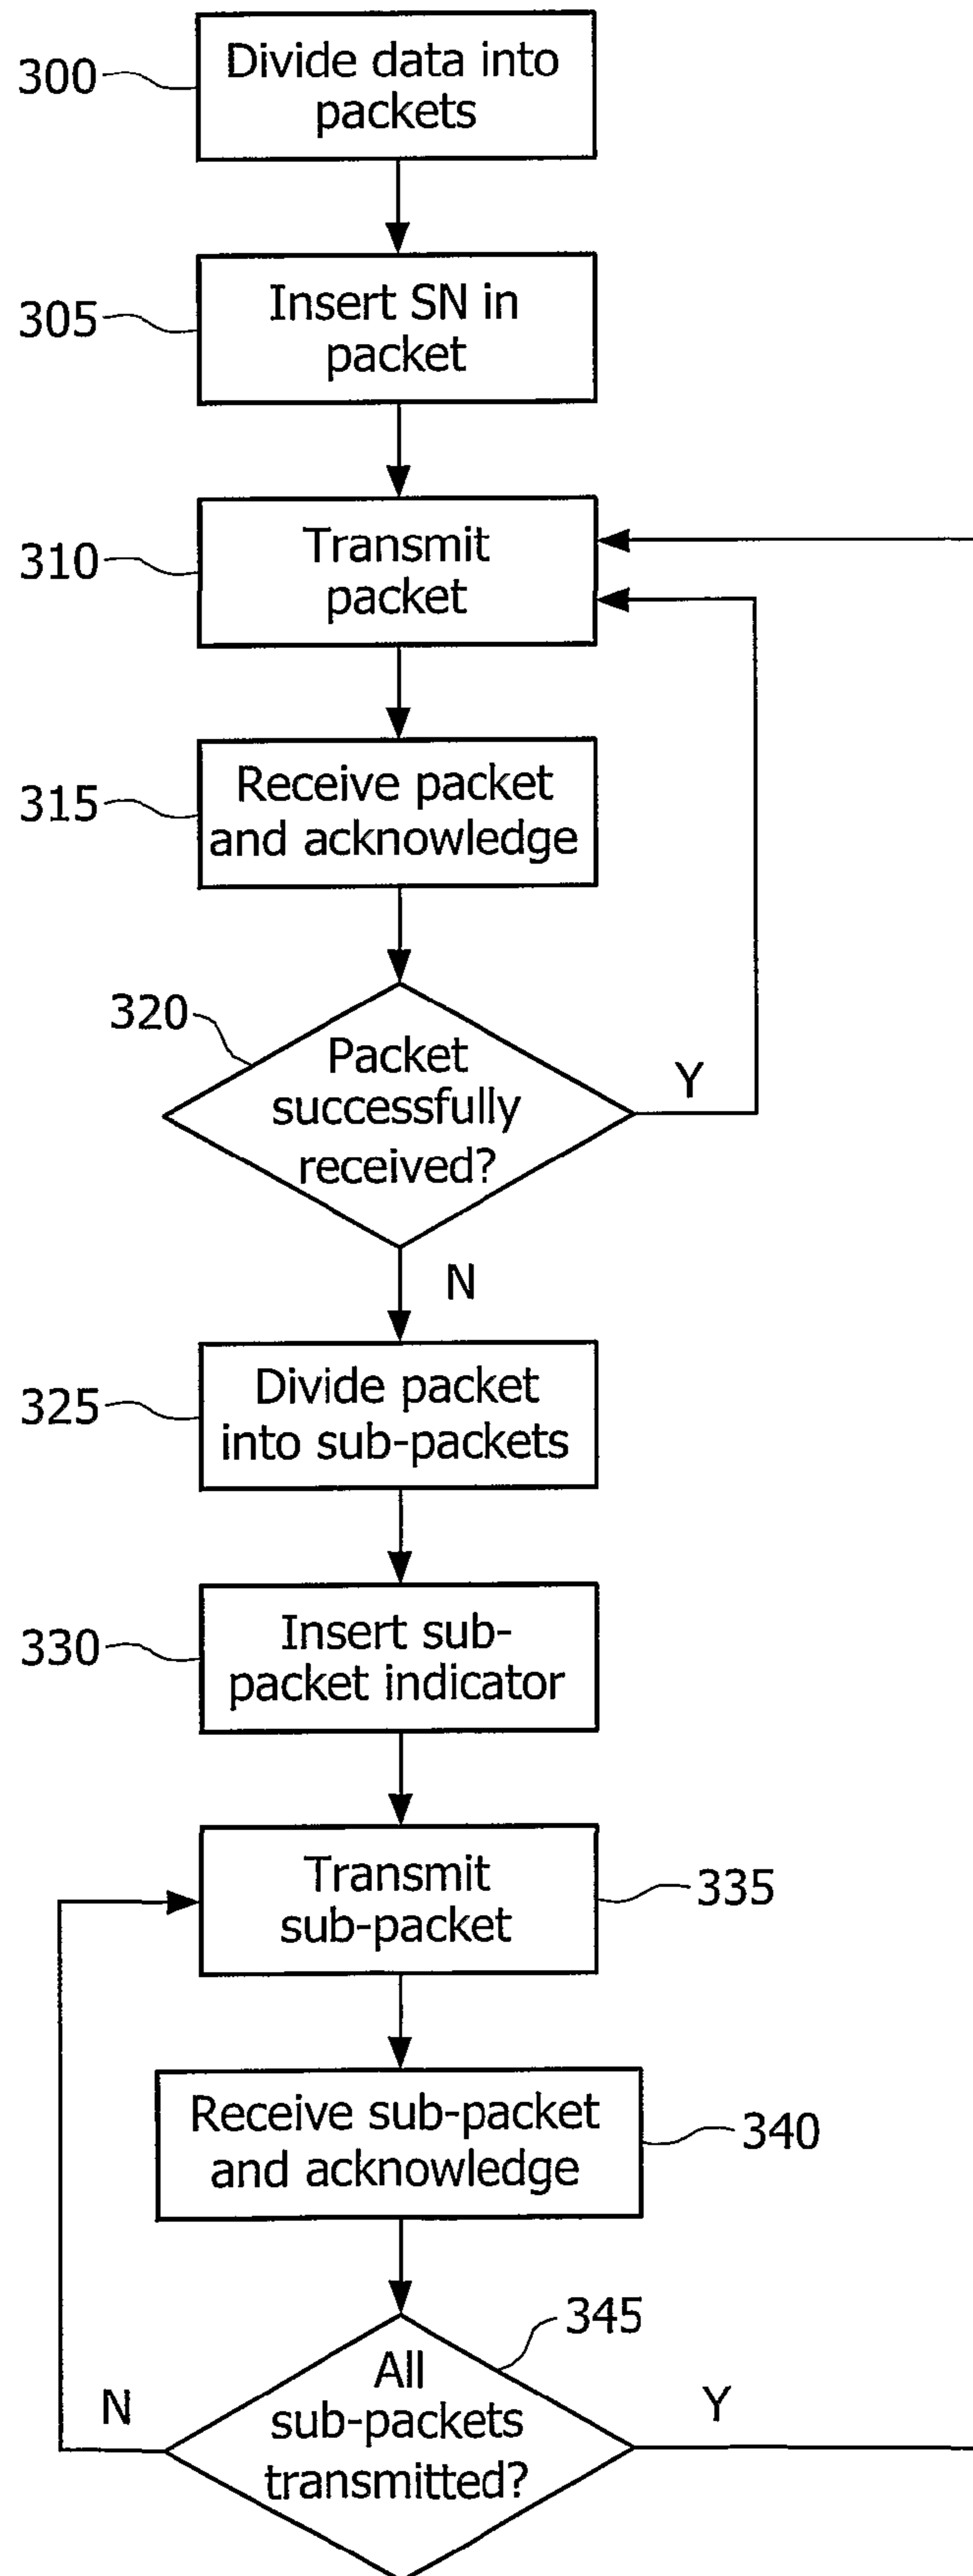 300
Divide data into
packets
305
Insert SN in
packet
310
Transmit
packet
315
Receive packet
and acknowledge
320
Packet
successfully
received?
Y
N
325
Divide packet
into sub-packets
330
Insert sub-
packet indicator
Transmit
sub-packet
335
Receive sub-packet
and acknowledge
340
345
All
sub-packets
transmitted?
N
Y